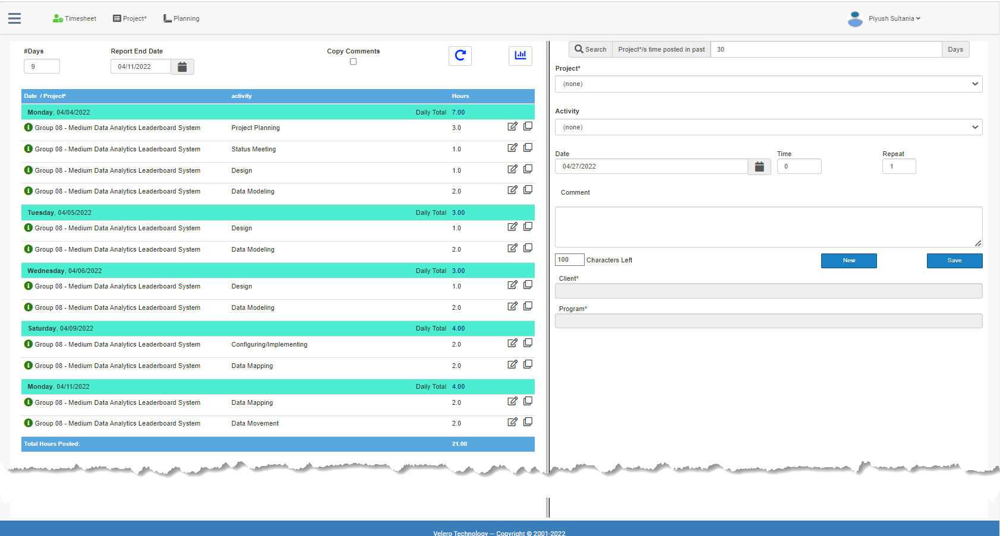 Timesheet Project* Planning Piyush Sultania
#Days Report End Date Copy Comments
9 04/11/2022
Date / Project* activity Hours
Monday, 04/04/2022 Daily Total 7.00
Group 08 - Medium Data Analytics Leaderboard System Project Planning 3.0
Group 08 - Medium Data Analytics Leaderboard System Status Meeting 1.0
Group 08 - Medium Data Analytics Leaderboard System Design 1.0
Group 08 - Medium Data Analytics Leaderboard System Data Modeling 2.0
Tuesday, 04/05/2022 Daily Total 3.00
Group 08 - Medium Data Analytics Leaderboard System Design 1.0
Group 08 - Medium Data Analytics Leaderboard System Data Modeling 2.0
Wednesday, 04/06/2022 Daily Total 3.00
Group 08 - Medium Data Analytics Leaderboard System Design 1.0
Group 08 - Medium Data Analytics Leaderboard System Data Modeling 2.0
Saturday, 04/09/2022 Daily Total 4.00
Group 08 - Medium Data Analytics Leaderboard System Configuring/Implementing 2.0
Group 08 - Medium Data Analytics Leaderboard System Data Mapping 2.0
Monday, 04/11/2022 Daily Total 4.00
Group 08 - Medium Data Analytics Leaderboard System Data Mapping 2.0
Group 08 - Medium Data Analytics Leaderboard System Data Movement 2.0
Total Hours Posted: 21.00
Search Project*/s time posted in past 30 Days
Project*
(none)
Activity
(none)
Date Time Repeat
04/27/2022 0 1
Comment
100 Characters Left New Save
Client*
Program*
Velero Technology — Copyright © 2001-2022